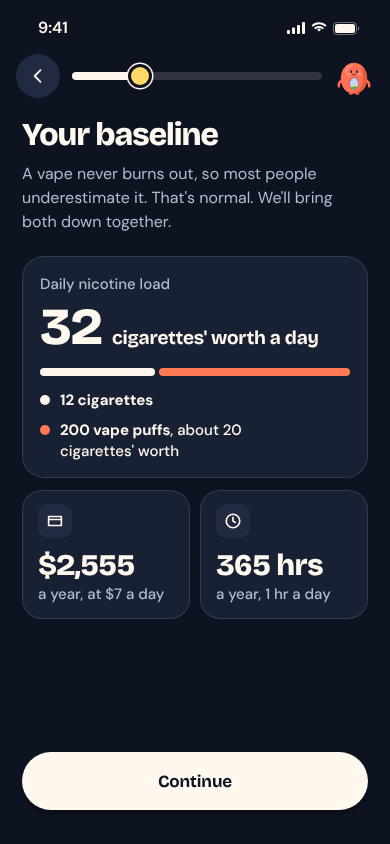 9:41
Your baseline
A vape never burns out, so most people
underestimate it. That's normal. We'll bring
both down together.
Daily nicotine load
32 cigarettes' worth a day
12 cigarettes
200 vape puffs, about 20
cigarettes' worth
$2,555
a year, at $7 a day
365 hrs
a year, 1 hr a day
Continue